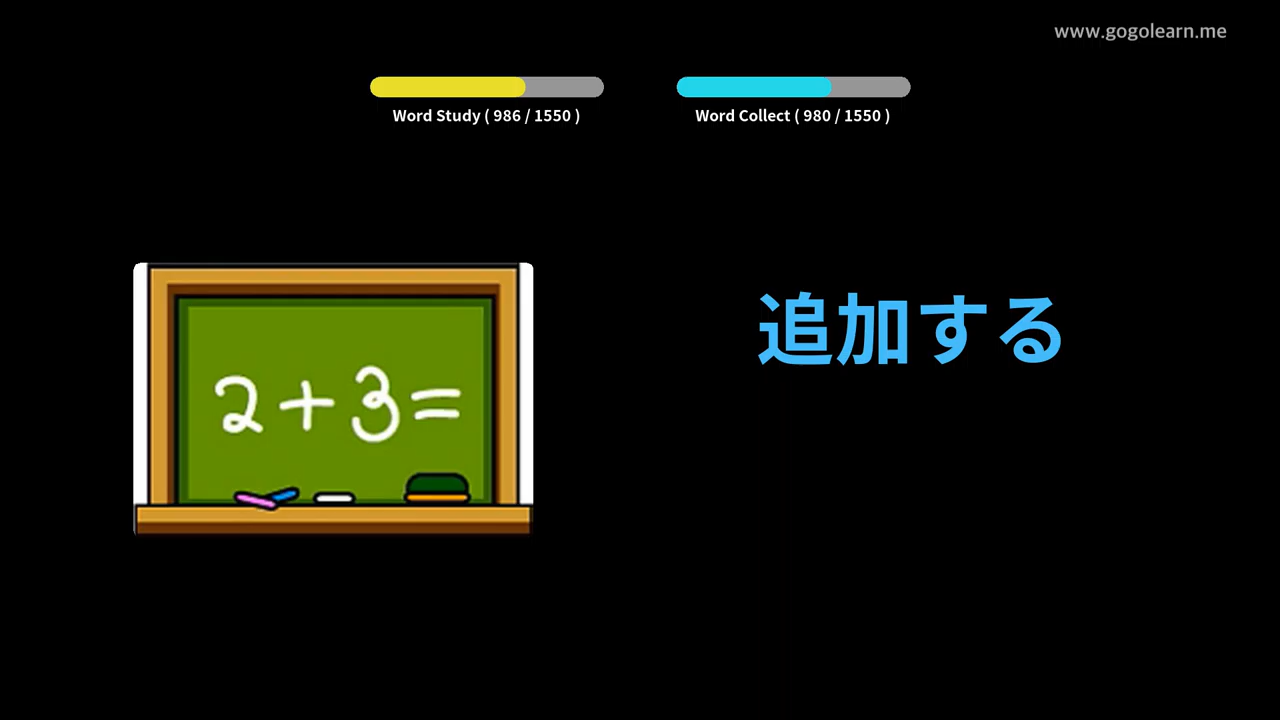 www.gogolearn.me
Word Study ( 986 / 1550 )
Word Collect ( 980 / 1550 )
追加する
2+3=